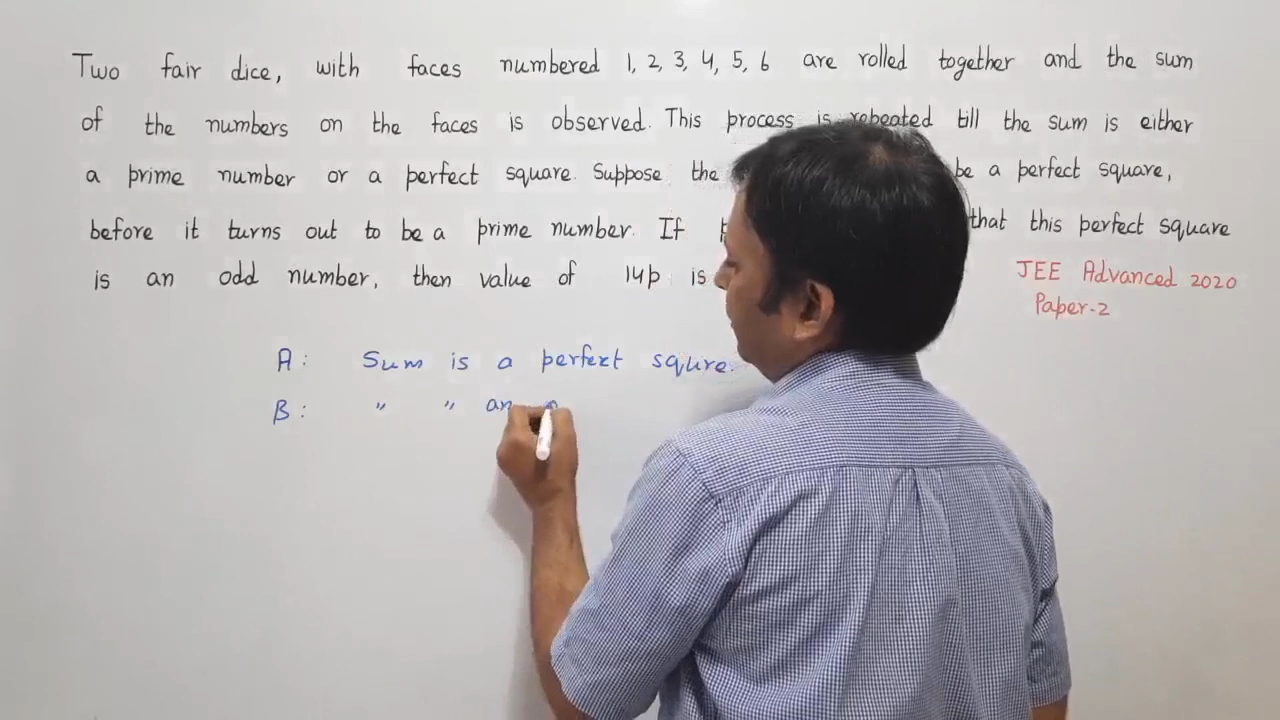 Two fair dice, with faces numbered 1, 2, 3, 4, 5, 6 are rolled together and the sum
of the numbers on the faces is observed. This process is repeated till the sum is either
a prime number or a perfect square. Suppose the be a perfect square,
before it turns out to be a prime number. If that this perfect square
is an odd number, then value of 14p is
JEE Advanced 2020
Paper-2
A: Sum is a perfext squre.
B: " " an